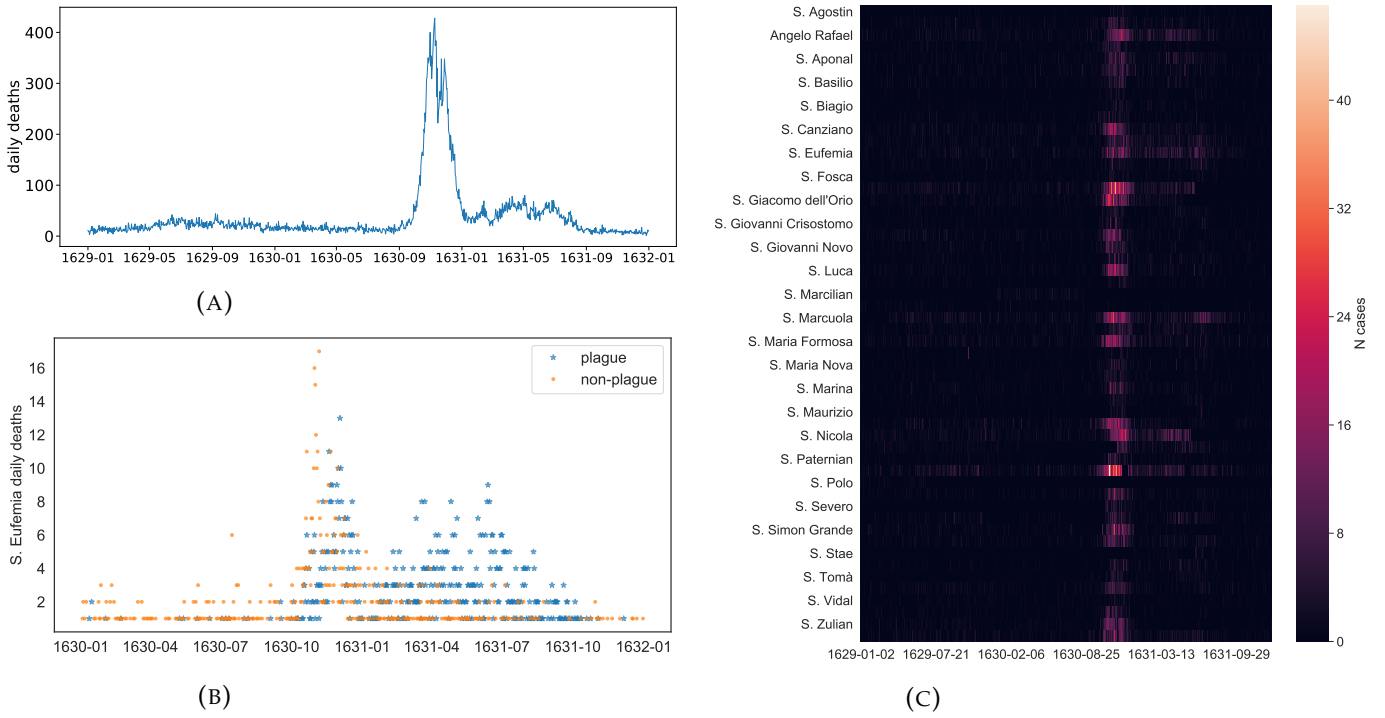 400
300
200
100
0
daily deaths
1629-01 1629-05 1629-09 1630-01 1630-05 1630-09 1631-01 1631-05 1631-09 1632-01
(A)
16
14
12
10
8
6
4
2
S. Eufemia daily deaths
plague
non-plague
1630-01 1630-04 1630-07 1630-10 1631-01 1631-04 1631-07 1631-10 1632-01
(B)
S. Agostin
Angelo Rafael
S. Aponal
S. Basilio
S. Biagio
S. Canziano
S. Eufemia
S. Fosca
S. Giacomo dell'Orio
S. Giovanni Crisostomo
S. Giovanni Novo
S. Luca
S. Marcilian
S. Marcuola
S. Maria Formosa
S. Maria Nova
S. Marina
S. Maurizio
S. Nicola
S. Paternian
S. Polo
S. Severo
S. Simon Grande
S. Stae
S. Tomà
S. Vidal
S. Zulian
1629-01-02 1629-07-21 1630-02-06 1630-08-25 1631-03-13 1631-09-29
40
32
24
16
8
0
N cases
(C)